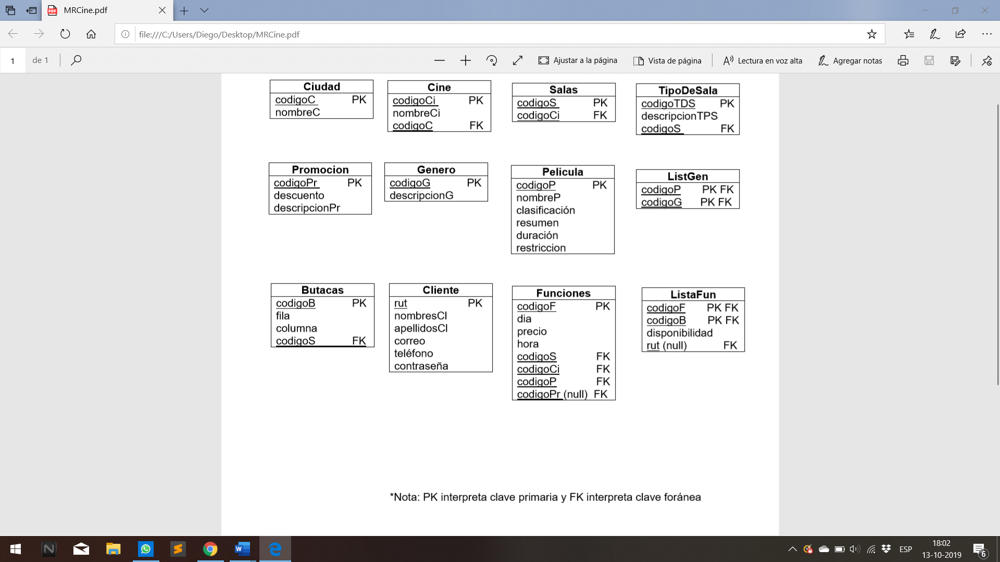 MRCine.pdf
file:///C:/Users/Diego/Desktop/MRCine.pdf
1 de 1
Ajustar a la página
Vista de página
Lectura en voz alta
Agregar notas
Ciudad
codigoC PK
nombreC
Cine
codigoCi PK
nombreCi
codigoC FK
Salas
codigoS PK
codigoCi FK
TipoDeSala
codigoTDS PK
descripcionTPS
codigoS FK
Promocion
codigoPr PK
descuento
descripcionPr
Genero
codigoG PK
descripcionG
Pelicula
codigoP PK
nombreP
clasificación
resumen
duración
restriccion
ListGen
codigoP PK FK
codigoG PK FK
Butacas
codigoB PK
fila
columna
codigoS FK
Cliente
rut PK
nombresCl
apellidosCl
correo
teléfono
contraseña
Funciones
codigoF PK
dia
precio
hora
codigoS FK
codigoCi FK
codigoP FK
codigoPr (null) FK
ListaFun
codigoF PK FK
codigoB PK FK
disponibilidad
rut (null) FK
*Nota: PK interpreta clave primaria y FK interpreta clave foránea
ESP
18:02
13-10-2019
6